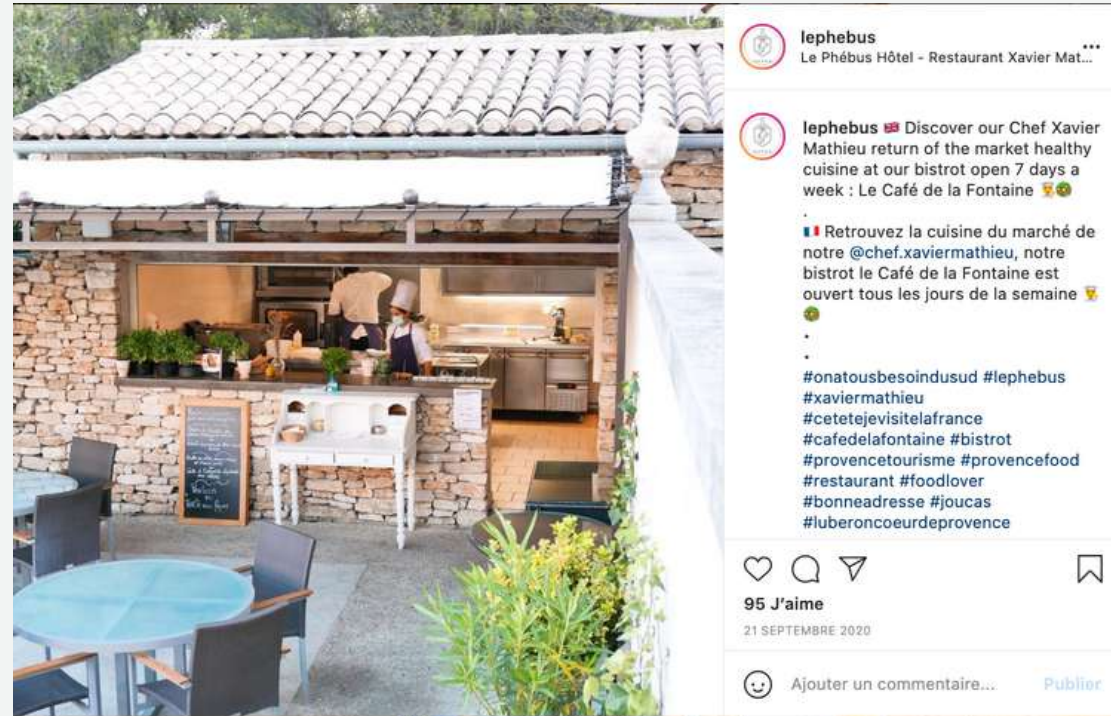 lephebus
Le Phébus Hôtel - Restaurant Xavier Mat...
lephebus 🇬🇧 Discover our Chef Xavier
Mathieu return of the market healthy
cuisine at our bistrot open 7 days a
week : Le Café de la Fontaine 👨‍🍳🥗
.
🇫🇷 Retrouvez la cuisine du marché de
notre @chef.xaviermathieu, notre
bistrot le Café de la Fontaine est
ouvert tous les jours de la semaine 👨‍🍳
🥗
.
.
#onatousbesoindusud #lephebus
#xaviermathieu
#cetetejevisitelafrance
#cafedelafontaine #bistrot
#provencetourisme #provencefood
#restaurant #foodlover
#bonneadresse #joucas
#luberoncoeurdeprovence
95 J’aime
21 SEPTEMBRE 2020
Ajouter un commentaire...
Publier